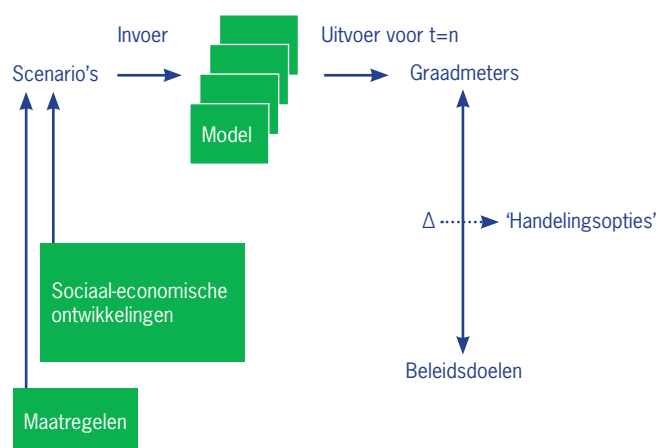 Invoer
Uitvoer voor t=n
Scenario’s
Graadmeters
Model
Δ
‘Handelingsopties’
Sociaal-economische
ontwikkelingen
Beleidsdoelen
Maatregelen